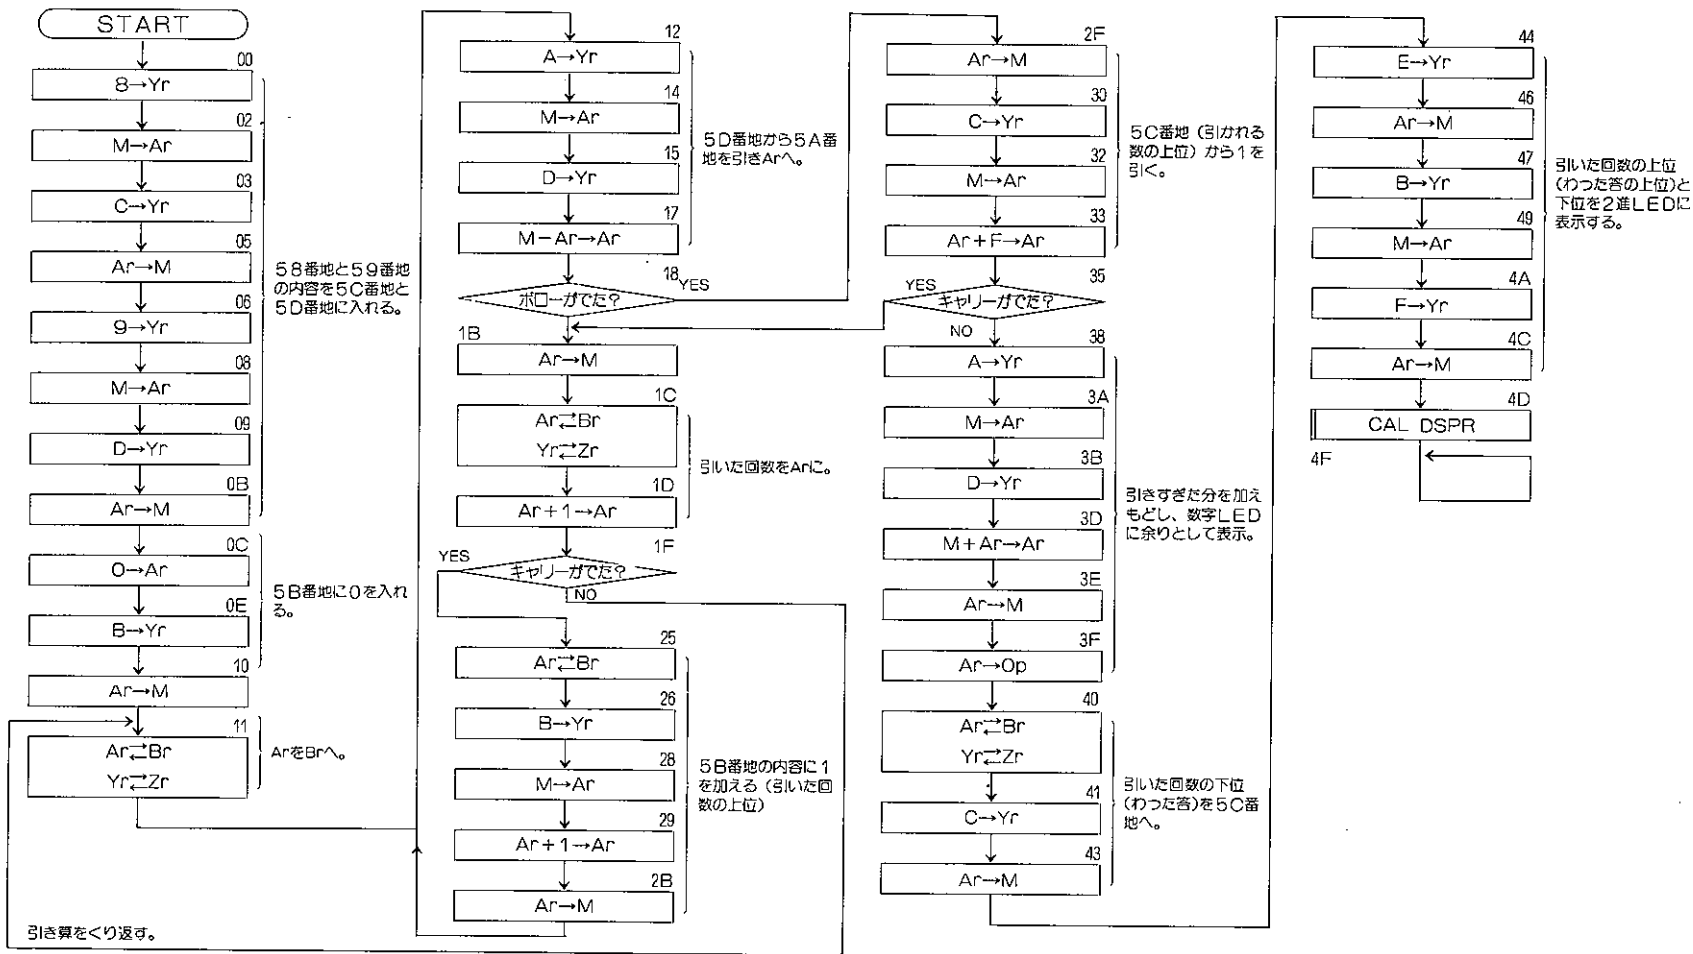 START
00
8→Yr
02
M→Ar
03
C→Yr
05
Ar→M
06
9→Yr
08
M→Ar
09
D→Yr
0B
Ar→M
58番地と59番地
の内容を5C番地と
5D番地に入れる。
0C
0→Ar
0E
B→Yr
5B番地に0を入れ
る。
10
Ar→M
11
Ar⇄Br
Yr⇄Zr
ArをBrへ。
引き算をくり返す。
12
A→Yr
14
M→Ar
15
D→Yr
17
M−Ar→Ar
5D番地から5A番
地を引きArへ。
18
ボローがでた?
YES
1B
Ar→M
1C
Ar⇄Br
Yr⇄Zr
1D
Ar+1→Ar
引いた回数をArに。
1F
YES
キャリーがでた?
NO
25
Ar⇄Br
26
B→Yr
28
M→Ar
29
Ar+1→Ar
2B
Ar→M
5B番地の内容に1
を加える(引いた回
数の上位)
2F
Ar→M
30
C→Yr
32
M→Ar
33
Ar+F→Ar
5C番地(引かれる
数の上位)から1を
引く。
35
YES
キャリーがでた?
NO
38
A→Yr
3A
M→Ar
3B
D→Yr
3D
M+Ar→Ar
3E
Ar→M
3F
Ar→Op
引きすぎた分を加え
もどし、数字LED
に余りとして表示。
40
Ar⇄Br
Yr⇄Zr
41
C→Yr
43
Ar→M
引いた回数の下位
(わった答)を5C番
地へ。
44
E→Yr
46
Ar→M
47
B→Yr
49
M→Ar
4A
F→Yr
4C
Ar→M
引いた回数の上位
(わった答の上位)と
下位を2進LEDに
表示する。
4D
CAL DSPR
4F